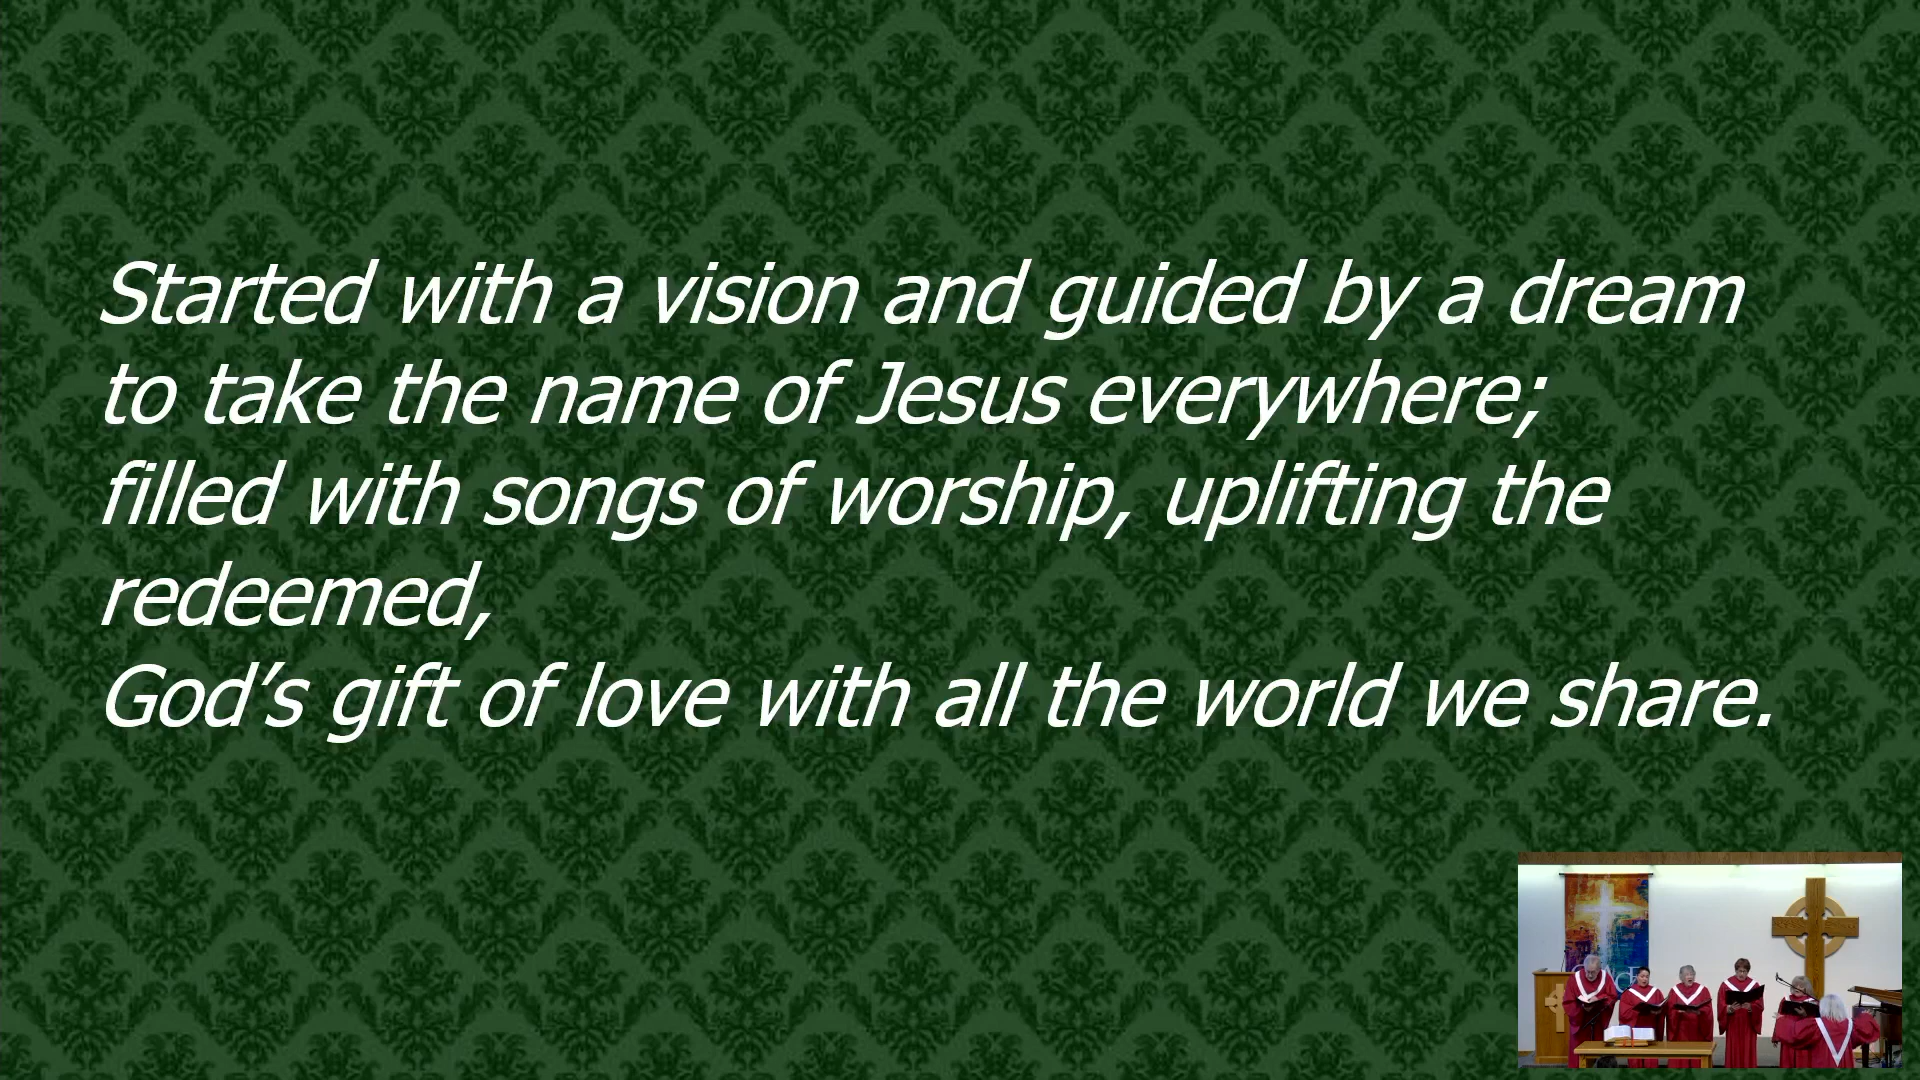 Started with a vision and guided by a dream
to take the name of Jesus everywhere;
filled with songs of worship, uplifting the
redeemed,
God’s gift of love with all the world we share.